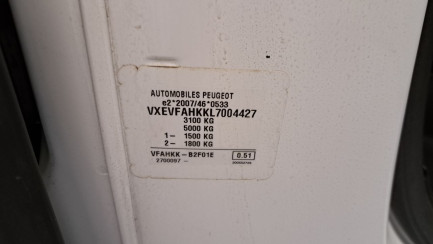 AUTOMOBILES PEUGEOT
e2*2007/46*0533
VXEVFAHKKL7004427
3100 KG
5000 KG
1- 1500 KG
2- 1800 KG
VFAHKK-B2F01E 0.51
2700097 -